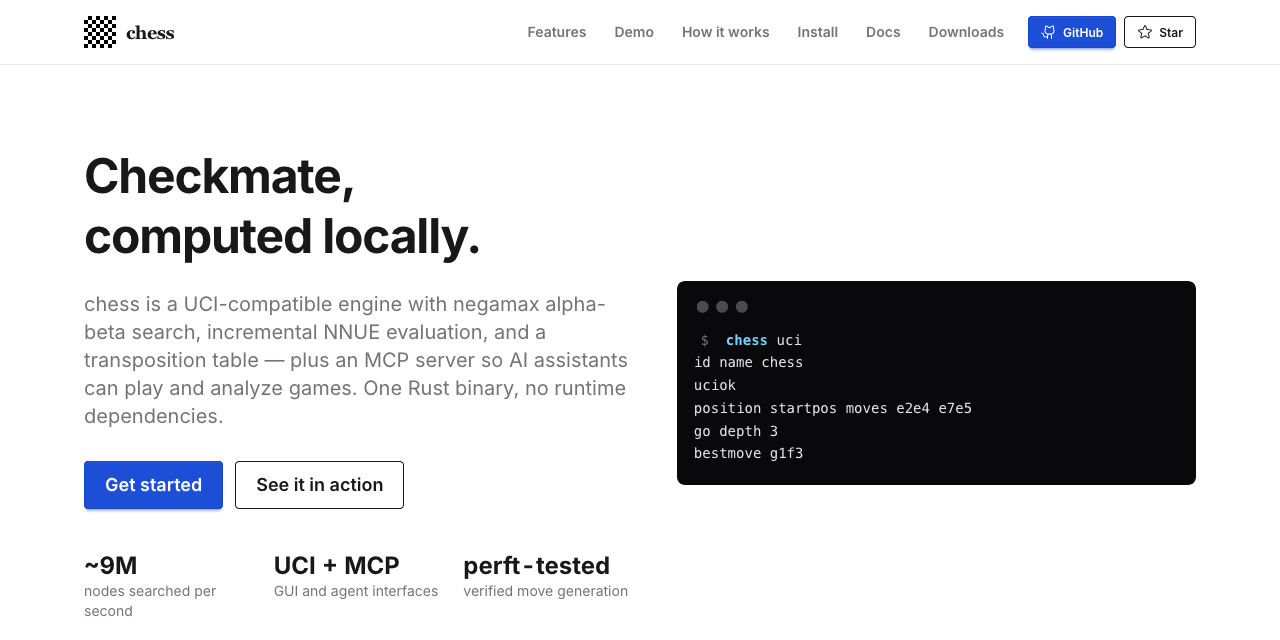 chess
Features
Demo
How it works
Install
Docs
Downloads
GitHub
Star
Checkmate,
computed locally.
chess is a UCI-compatible engine with negamax alpha-
beta search, incremental NNUE evaluation, and a
transposition table — plus an MCP server so AI assistants
can play and analyze games. One Rust binary, no runtime
dependencies.
Get started
See it in action
$ chess uci
id name chess
uciok
position startpos moves e2e4 e7e5
go depth 3
bestmove g1f3
~9M
nodes searched per
second
UCI + MCP
GUI and agent interfaces
perft-tested
verified move generation